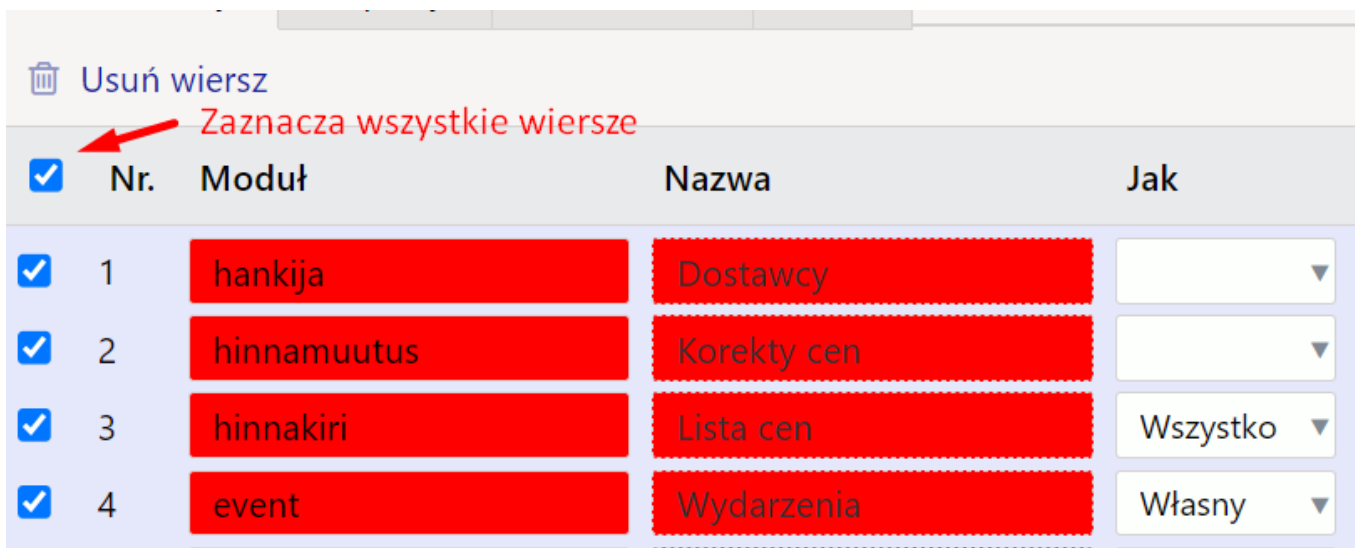 Usuń wiersz
Zaznacza wszystkie wiersze
Nr. Moduł Nazwa Jak
1 hankija Dostawcy
2 hinnamuutus Korekty cen
3 hinnakiri Lista cen Wszystko
4 event Wydarzenia Własny